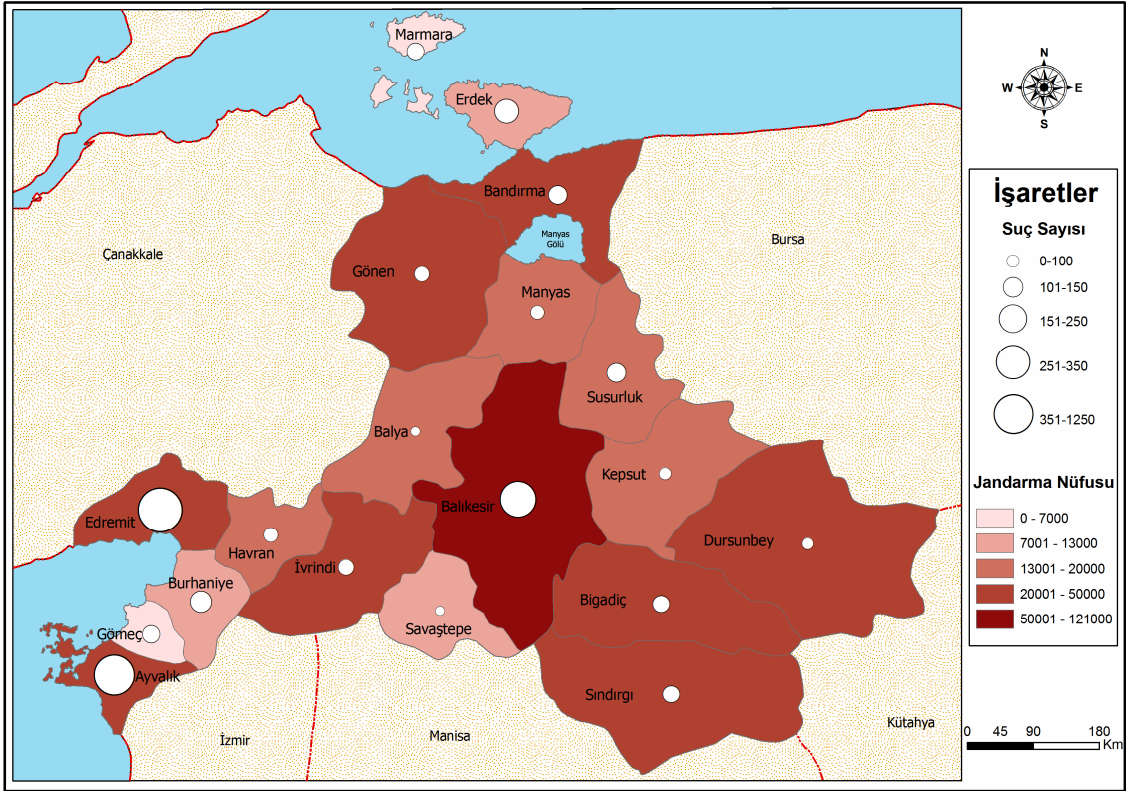 Marmara
Erdek
Bandırma
Manyas
Gölü
Gönen
Manyas
Susurluk
Balya
Kepsut
Balıkesir
Edremit
Havran
İvrindi
Dursunbey
Burhaniye
Bigadiç
Gömeç
Savaştepe
Ayvalık
Sındırgı
Çanakkale
Bursa
İzmir
Manisa
Kütahya
N
W E
S
İşaretler
Suç Sayısı
0-100
101-150
151-250
251-350
351-1250
Jandarma Nüfusu
0 - 7000
7001 - 13000
13001 - 20000
20001 - 50000
50001 - 121000
0 45 90 180
Km